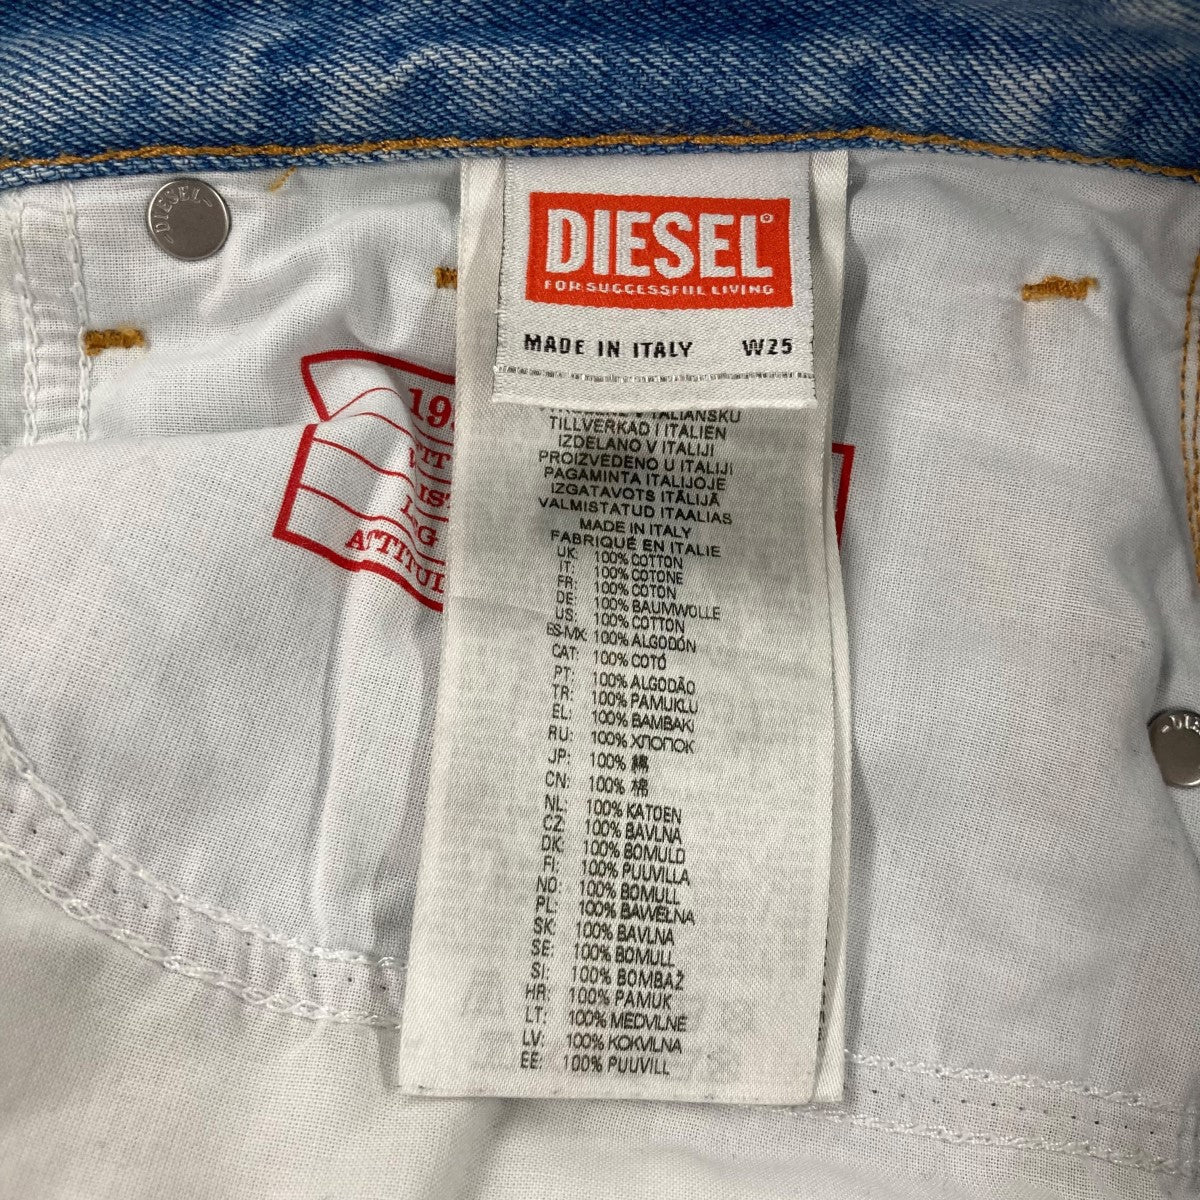 -DIESEL-
DIESEL®
FOR SUCCESSFUL LIVING
MADE IN ITALY W25
V ITALIANSKU
TILLVERKAD I ITALIEN
IZDELANO V ITALIJI
PROIZVEDENO U ITALIJI
PAGAMINTA ITALIJOJE
IZGATAVOTS ITĀLIJĀ
VALMISTATUD ITAALIAS
MADE IN ITALY
FABRIQUÉ EN ITALIE
UK: 100% COTTON
IT: 100% COTONE
FR: 100% COTON
DE: 100% BAUMWOLLE
US: 100% COTTON
ES-MX: 100% ALGODÓN
CAT: 100% COTÓ
PT: 100% ALGODÃO
TR: 100% PAMUKLU
EL: 100% BAMBAKI
RU: 100% ХЛОПОК
JP: 100% 綿
CN: 100% 棉
NL: 100% KATOEN
CZ: 100% BAVLNA
DK: 100% BOMULD
FI: 100% PUUVILLA
NO: 100% BOMULL
PL: 100% BAWEŁNA
SK: 100% BAVLNA
SE: 100% BOMULL
SI: 100% BOMBAŽ
HR: 100% PAMUK
LT: 100% MEDVILNĖ
LV: 100% KOKVILNA
EE: 100% PUUVILL
19
ATTITUD